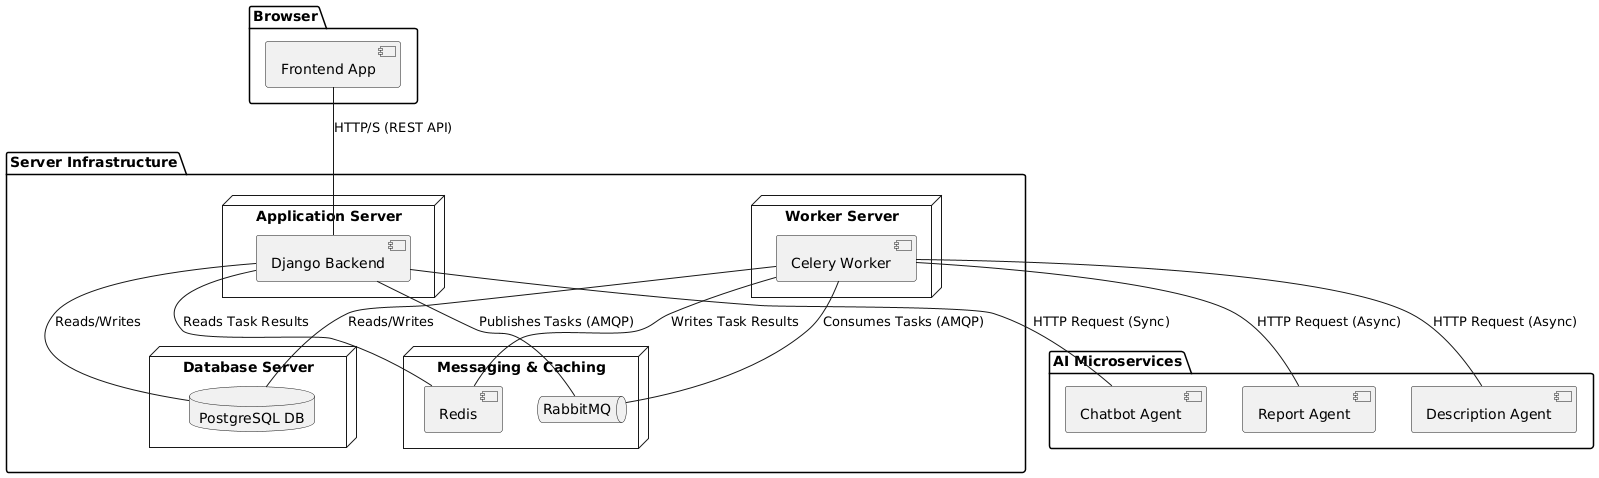 Browser
Frontend App
HTTP/S (REST API)
Server Infrastructure
Application Server
Django Backend
Worker Server
Celery Worker
Reads/Writes
Reads Task Results
Reads/Writes
Publishes Tasks (AMQP)
Writes Task Results
Consumes Tasks (AMQP)
HTTP Request (Sync)
HTTP Request (Async)
HTTP Request (Async)
Database Server
PostgreSQL DB
Messaging & Caching
Redis
RabbitMQ
AI Microservices
Chatbot Agent
Report Agent
Description Agent